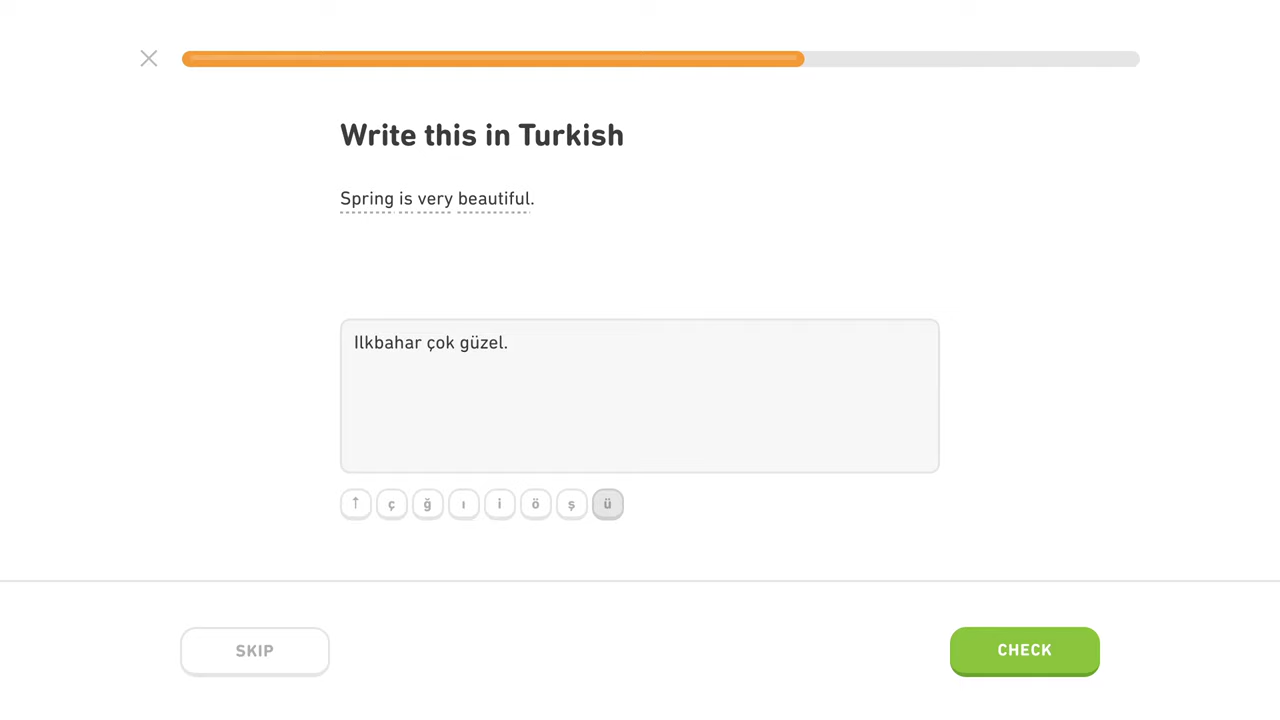 Write this in Turkish
Spring is very beautiful.
Ilkbahar çok güzel.
↑ ç ğ ı i ö ş ü
SKIP
CHECK